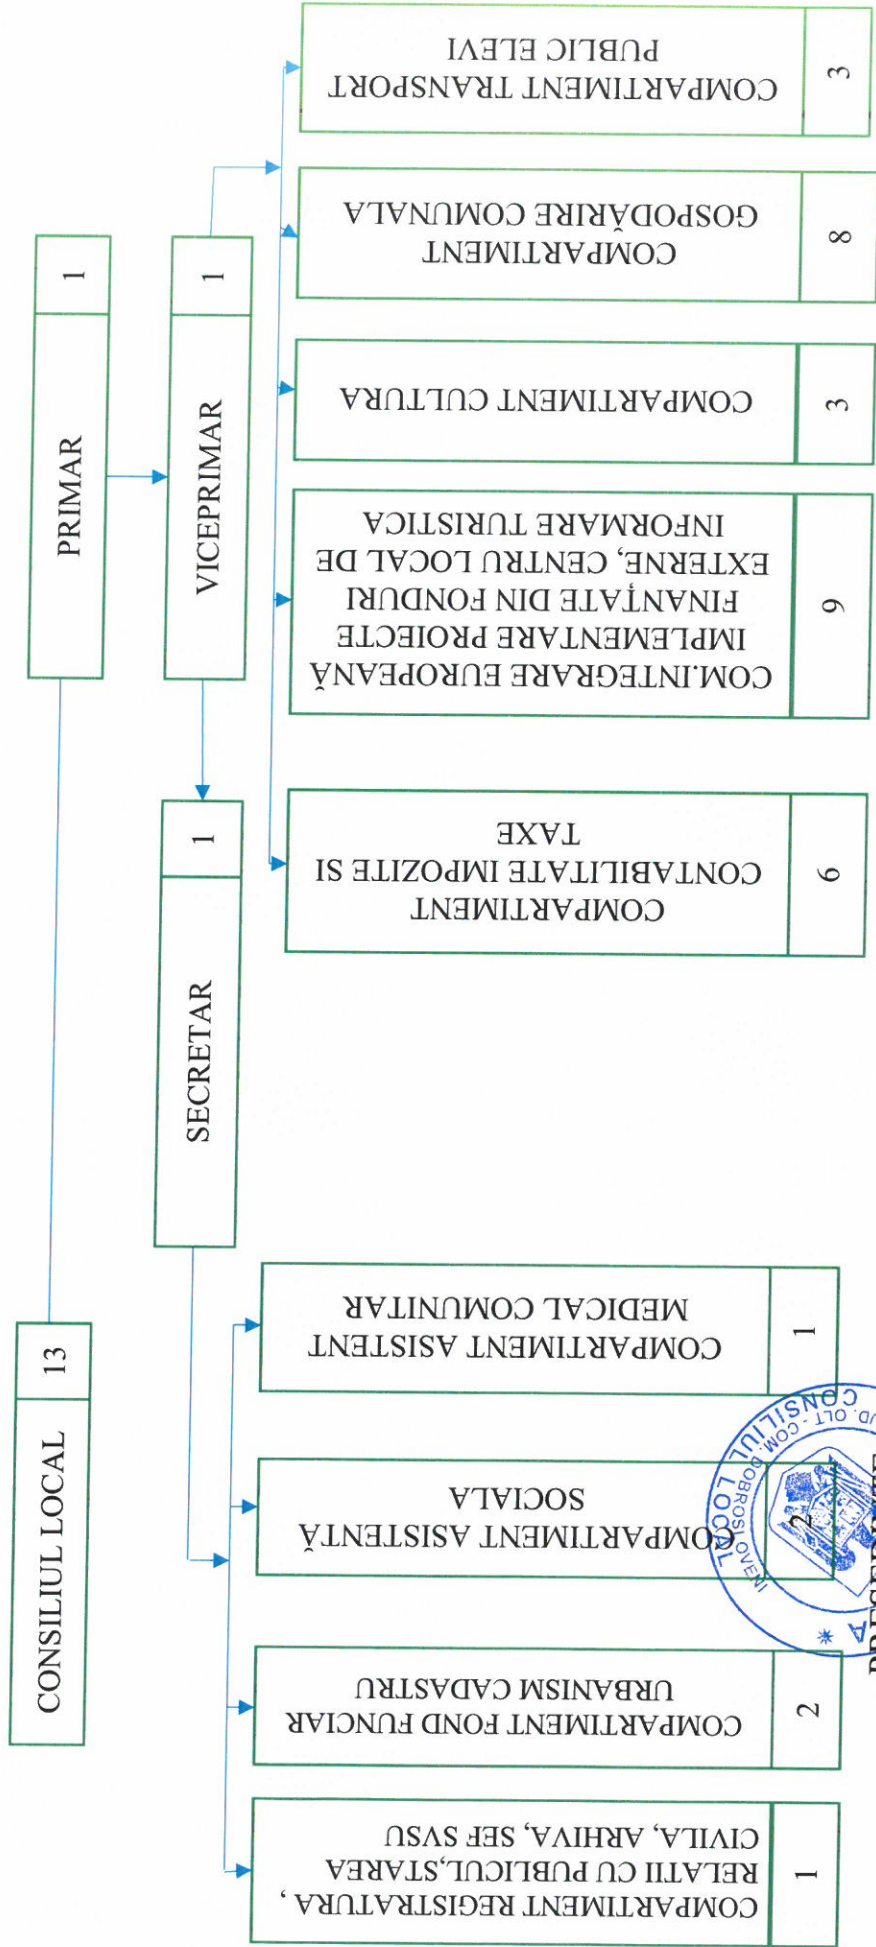 CONSILIUL LOCAL
13
PRIMAR
1
VICEPRIMAR
1
SECRETAR
1
COMPARTIMENT REGISTRATURA ,
RELATII CU PUBLICUL,STAREA
CIVILA, ARHIVA, SEF SVSU
1
COMPARTIMENT FOND FUNCIAR
URBANISM CADASTRU
2
COMPARTIMENT ASISTENTĂ
SOCIALA
2
COMPARTIMENT ASISTENT
MEDICAL COMUNITAR
1
COMPARTIMENT
CONTABILITATE IMPOZITE SI
TAXE
6
COM.INTEGRARE EUROPEANĂ
IMPLEMENTARE PROIECTE
FINANȚATE DIN FONDURI
EXTERNE, CENTRU LOCAL DE
INFORMARE TURISTICA
9
COMPARTIMENT CULTURA
3
COMPARTIMENT
GOSPODĂRIRE COMUNALA
8
COMPARTIMENT TRANSPORT
PUBLIC ELEVI
3
CONSILIUL LOCAL
UD. OLT - COM. DOBROSLOVENI
* A